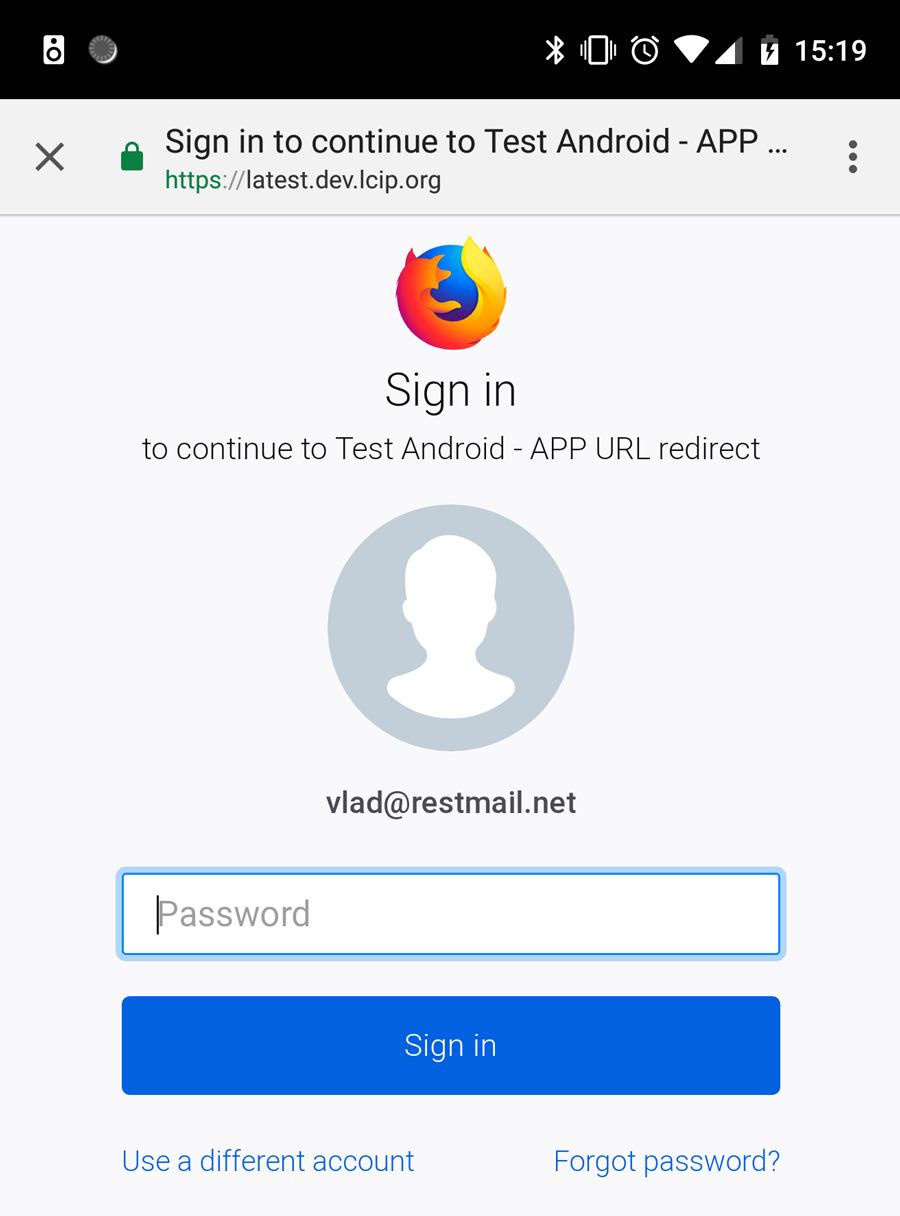 15:19
Sign in to continue to Test Android - APP ...
https://latest.dev.lcip.org
Sign in
to continue to Test Android - APP URL redirect
vlad@restmail.net
Password
Sign in
Use a different account
Forgot password?